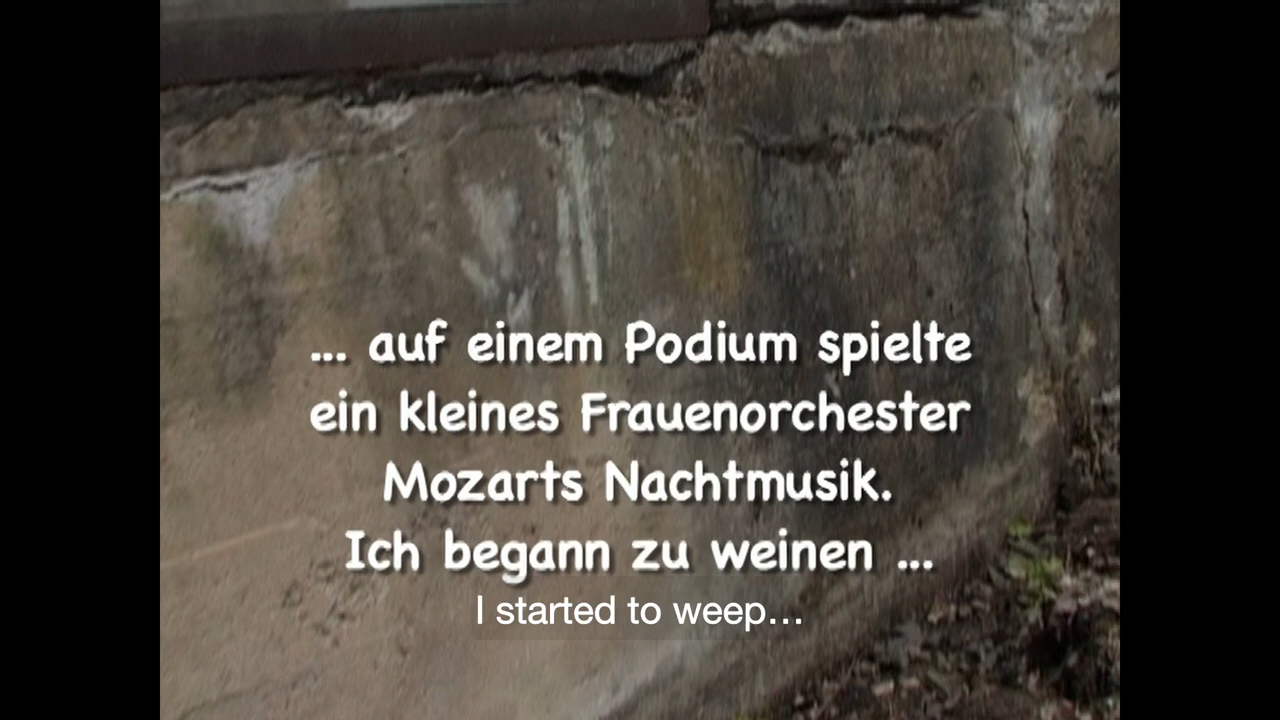 ... auf einem Podium spielte
ein kleines Frauenorchester
Mozarts Nachtmusik.
Ich begann zu weinen ...
I started to weep...